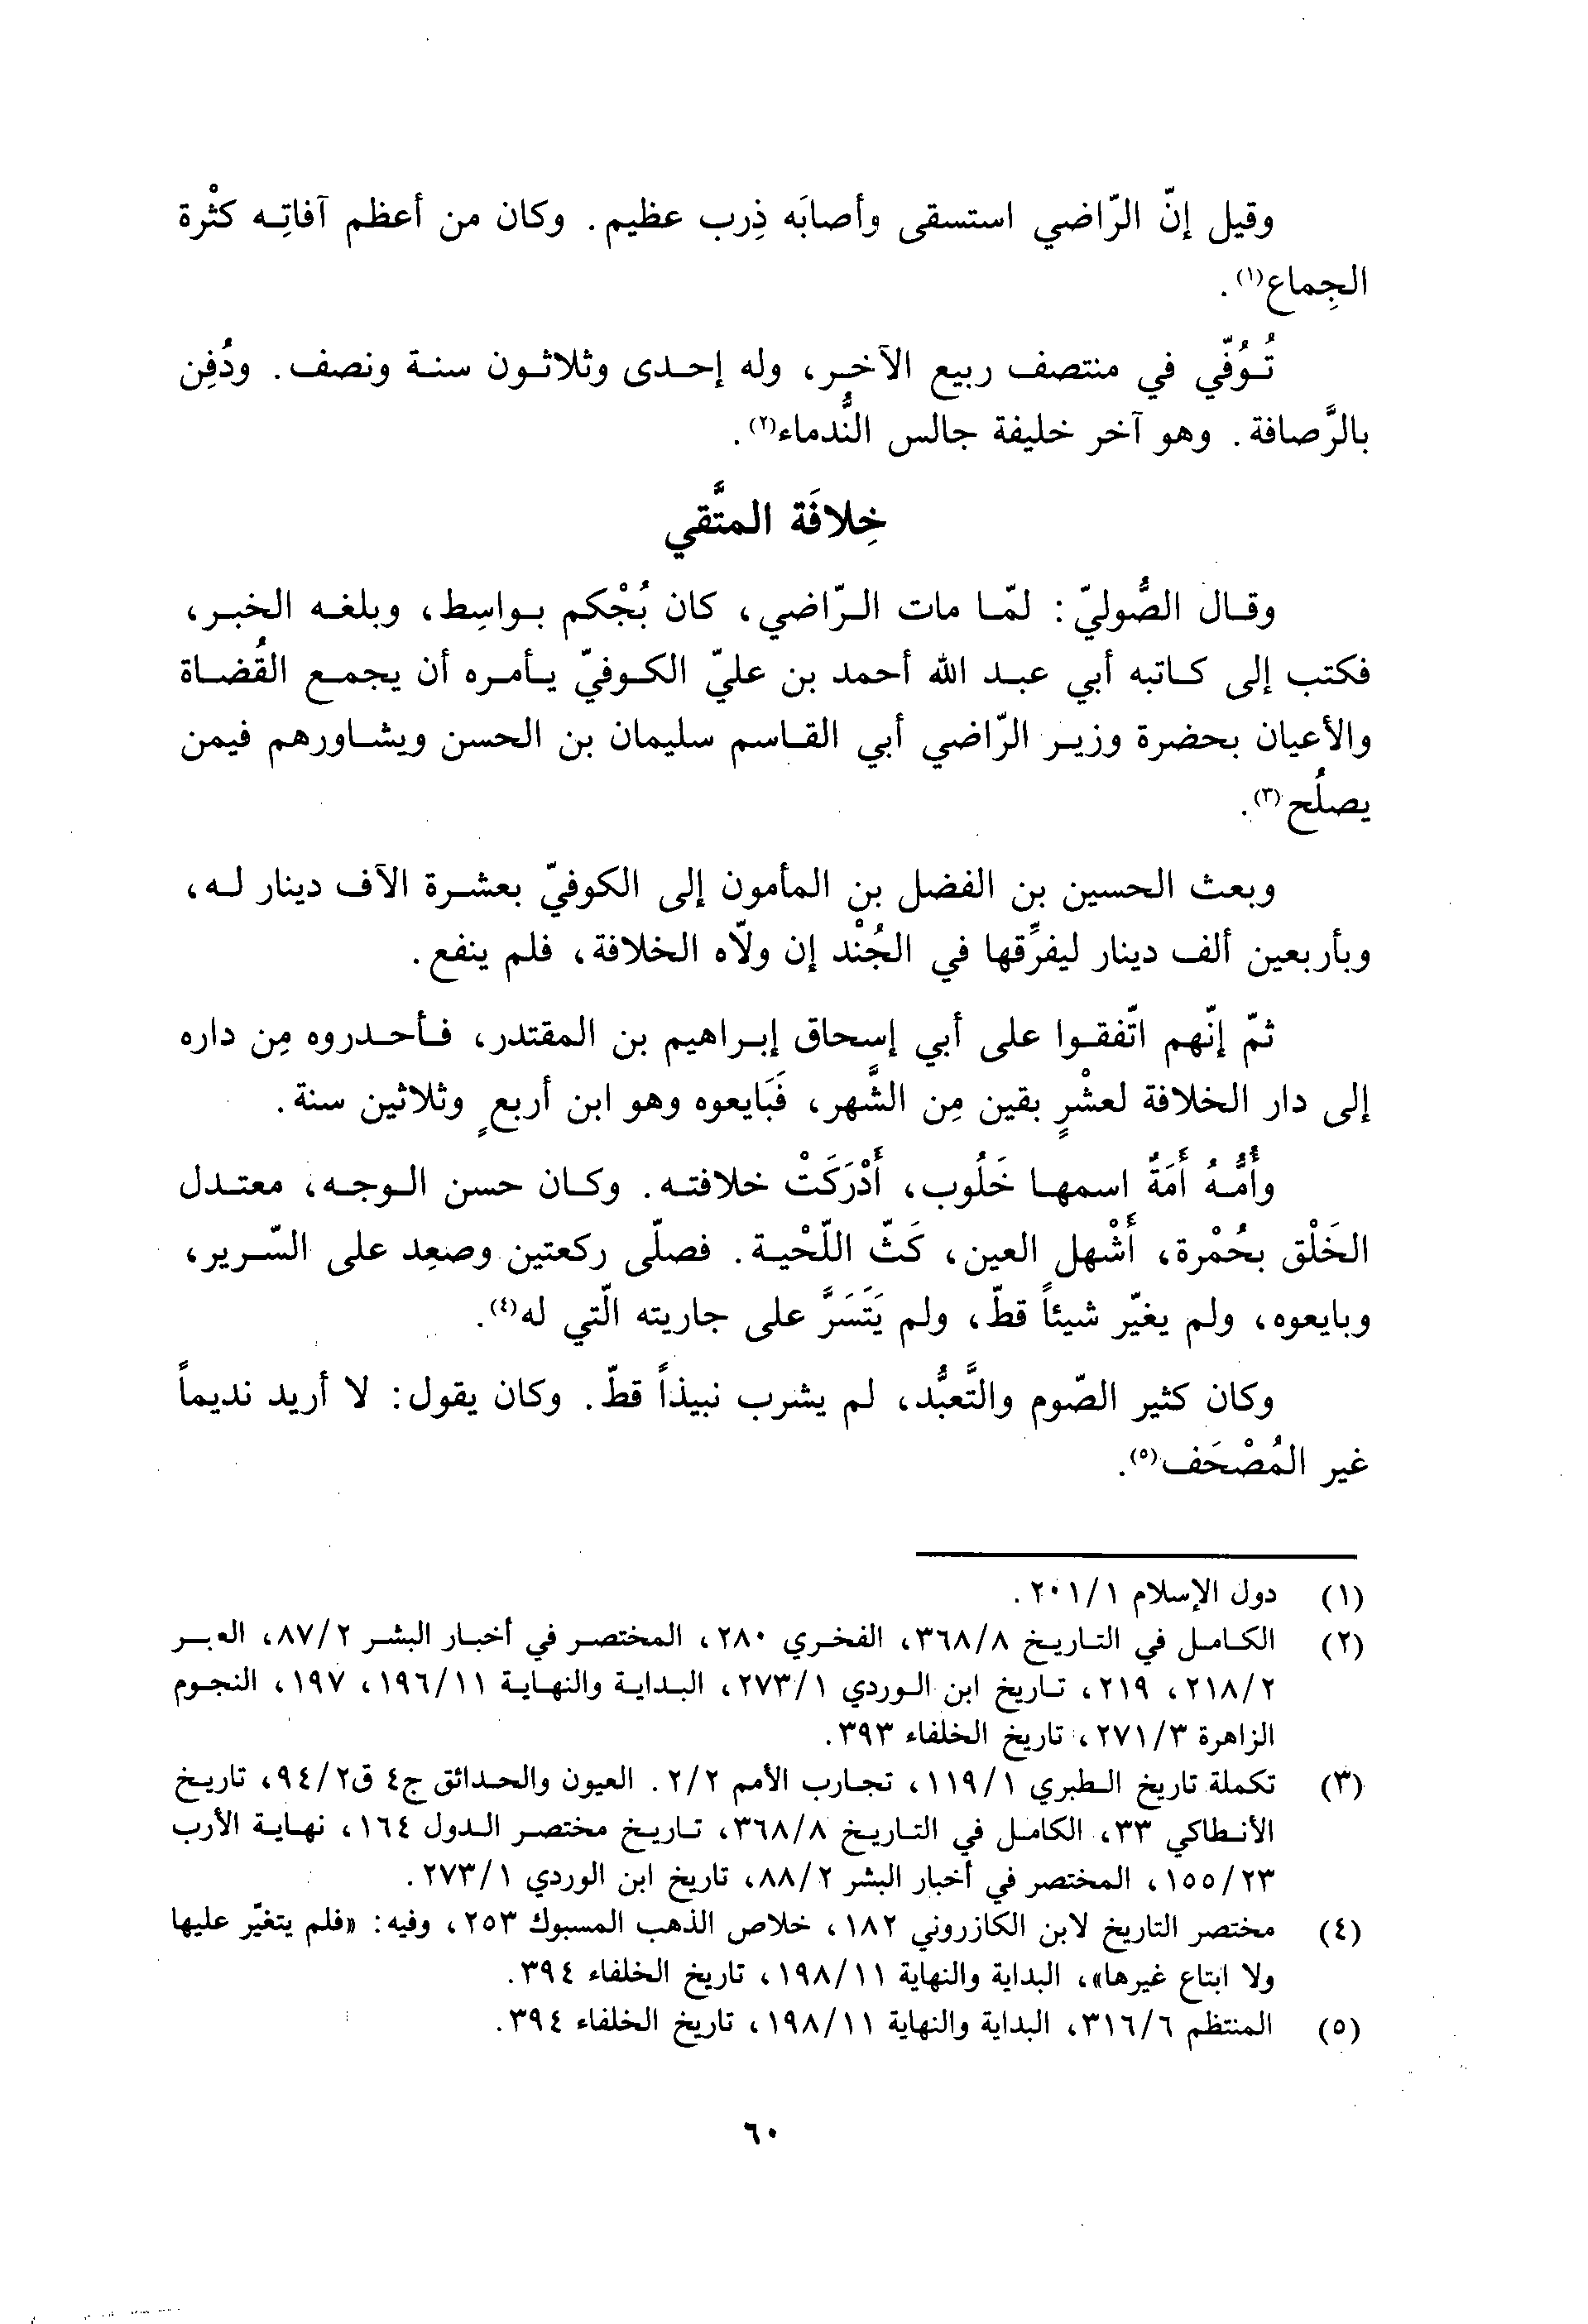 وقيل إنّ الرّاضي استسقى وأصابَه ذِرب عظيم. وكان من أعظم آفاتِه كثْرة
الجِماع(١).
تُوُفّي في منتصف ربيع الآخر، وله إحدى وثلاثون سنة ونصف. ودُفِن
بالرَّصافة. وهو آخر خليفة جالس النُّدماء(٢).
خِلافَة المتَّقي
وقال الصُّوليّ: لمّا مات الرّاضي، كان بُجْكم بواسِط، وبلغه الخبر،
فكتب إلى كاتبه أبي عبد الله أحمد بن عليّ الكوفيّ يأمره أن يجمع القُضاة
والأعيان بحضرة وزير الرّاضي أبي القاسم سليمان بن الحسن ويشاورهم فيمن
يصلُح(٣).
وبعث الحسين بن الفضل بن المأمون إلى الكوفيّ بعشرة الآف دينار له،
وبأربعين ألف دينار ليفرِّقها في الجُنْد إن ولّاه الخلافة، فلم ينفع.
ثمّ إنّهم اتّفقوا على أبي إسحاق إبراهيم بن المقتدر، فأحدروه مِن داره
إلى دار الخلافة لعشْرٍ بقين مِن الشَّهر، فَبَايعوه وهو ابن أربعٍ وثلاثين سنة.
وأُمُّهُ أَمَةٌ اسمها خَلُوب، أَدْرَكَتْ خلافته. وكان حسن الوجه، معتدل
الخَلْق بحُمْرة، أَشْهل العين، كَثّ اللّحْية. فصلّى ركعتين وصعِد على السّرير،
وبايعوه، ولم يغيّر شيئاً قطّ، ولم يَتَسَرَّ على جاريته الّتي له(٤).
وكان كثير الصّوم والتَّعبُّد، لم يشرب نبيذاً قطّ. وكان يقول: لا أريد نديماً
غير المُصْحَف(٥).
(١) دول الإسلام ٢٠١/١.
(٢) الكامل في التاريخ ٣٦٨/٨، الفخري ٢٨٠، المختصر في أخبار البشر ٨٧/٢، العبر
٢١٨/٢، ٢١٩، تاريخ ابن الوردي ٢٧٣/١، البداية والنهاية ١٩٦/١١، ١٩٧، النجوم
الزاهرة ٢٧١/٣، تاريخ الخلفاء ٣٩٣.
(٣) تكملة تاريخ الطبري ١١٩/١، تجارب الأمم ٢/٢. العيون والحدائق ج٤ ق٩٤/٢، تاريخ
الأنطاكي ٣٣، الكامل في التاريخ ٣٦٨/٨، تاريخ مختصر الدول ١٦٤، نهاية الأرب
١٥٥/٢٣، المختصر في أخبار البشر ٨٨/٢، تاريخ ابن الوردي ٢٧٣/١.
(٤) مختصر التاريخ لابن الكازروني ١٨٢، خلاص الذهب المسبوك ٢٥٣، وفيه: «فلم يتغيّر عليها
ولا ابتاع غيرها»، البداية والنهاية ١٩٨/١١، تاريخ الخلفاء ٣٩٤.
(٥) المنتظم ٣١٦/٦، البداية والنهاية ١٩٨/١١، تاريخ الخلفاء ٣٩٤.
٦٠